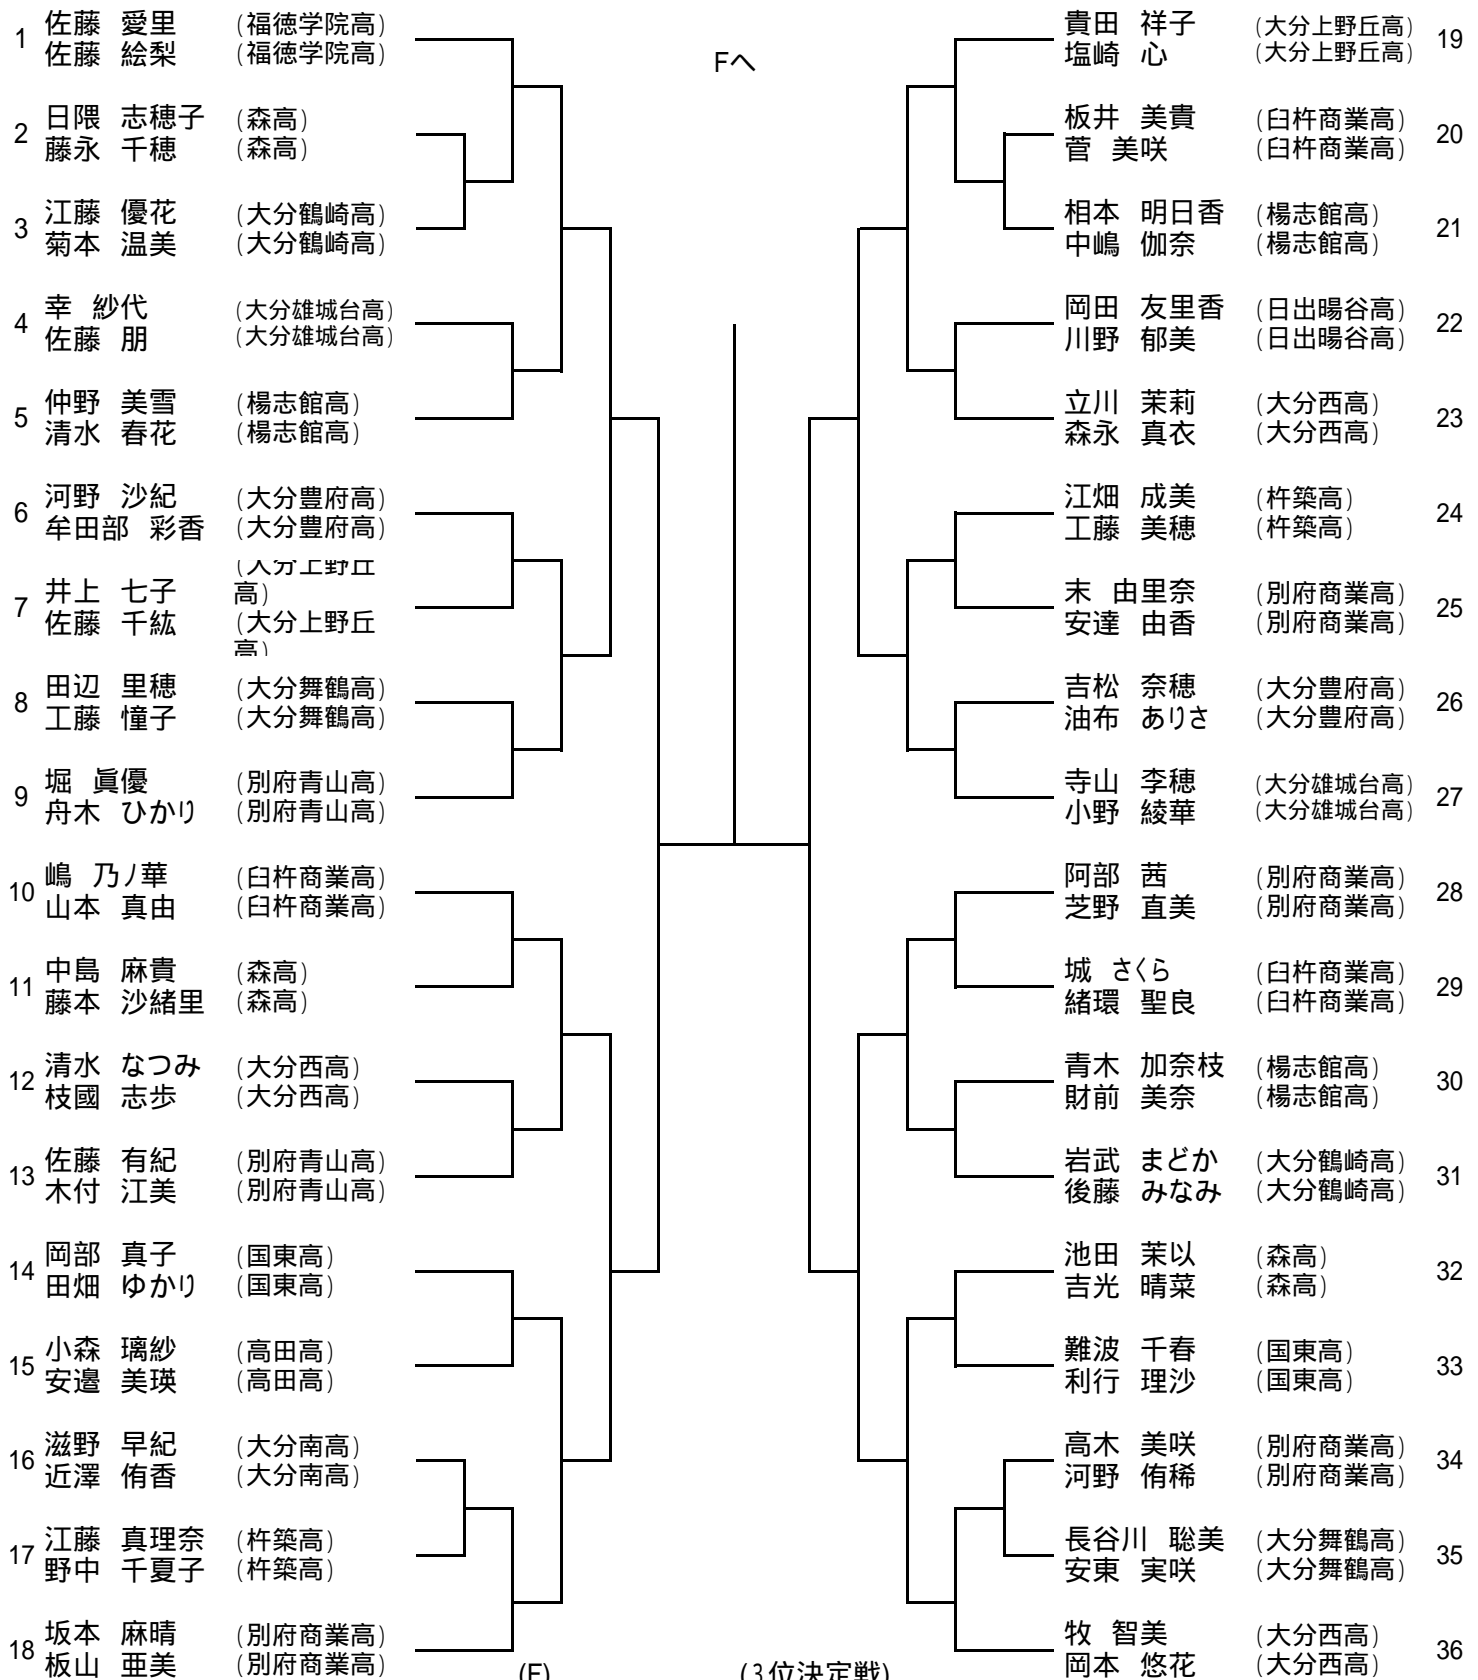 Fへ
1 佐藤 愛里 (福徳学院高)
佐藤 絵梨 (福徳学院高)
2 日隈 志穂子 (森高)
藤永 千穂 (森高)
3 江藤 優花 (大分鶴崎高)
菊本 温美 (大分鶴崎高)
4 幸 紗代 (大分雄城台高)
佐藤 朋 (大分雄城台高)
5 仲野 美雪 (楊志館高)
清水 春花 (楊志館高)
6 河野 沙紀 (大分豊府高)
牟田部 彩香 (大分豊府高)
7 井上 七子 (大分上野丘高)
佐藤 千紘 (大分上野丘高)
8 田辺 里穂 (大分舞鶴高)
工藤 憧子 (大分舞鶴高)
9 堀 眞優 (別府青山高)
舟木 ひかり (別府青山高)
10 嶋 乃ノ華 (臼杵商業高)
山本 真由 (臼杵商業高)
11 中島 麻貴 (森高)
藤本 沙緒里 (森高)
12 清水 なつみ (大分西高)
枝國 志歩 (大分西高)
13 佐藤 有紀 (別府青山高)
木付 江美 (別府青山高)
14 岡部 真子 (国東高)
田畑 ゆかり (国東高)
15 小森 璃紗 (高田高)
安邉 美瑛 (高田高)
16 滋野 早紀 (大分南高)
近澤 侑香 (大分南高)
17 江藤 真理奈 (杵築高)
野中 千夏子 (杵築高)
18 坂本 麻晴 (別府商業高)
板山 亜美 (別府商業高)
貴田 祥子 (大分上野丘高) 19
塩崎 心 (大分上野丘高)
板井 美貴 (臼杵商業高) 20
菅 美咲 (臼杵商業高)
相本 明日香 (楊志館高) 21
中嶋 伽奈 (楊志館高)
岡田 友里香 (日出暘谷高) 22
川野 郁美 (日出暘谷高)
立川 茉莉 (大分西高) 23
森永 真衣 (大分西高)
江畑 成美 (杵築高) 24
工藤 美穂 (杵築高)
末 由里奈 (別府商業高) 25
安達 由香 (別府商業高)
吉松 奈穂 (大分豊府高) 26
油布 ありさ (大分豊府高)
寺山 李穂 (大分雄城台高) 27
小野 綾華 (大分雄城台高)
阿部 茜 (別府商業高) 28
芝野 直美 (別府商業高)
城 さくら (臼杵商業高) 29
緒環 聖良 (臼杵商業高)
青木 加奈枝 (楊志館高) 30
財前 美奈 (楊志館高)
岩武 まどか (大分鶴崎高) 31
後藤 みなみ (大分鶴崎高)
池田 茉以 (森高) 32
吉光 晴菜 (森高)
難波 千春 (国東高) 33
利行 理沙 (国東高)
高木 美咲 (別府商業高) 34
河野 侑稀 (別府商業高)
長谷川 聡美 (大分舞鶴高) 35
安東 実咲 (大分舞鶴高)
牧 智美 (大分西高) 36
岡本 悠花 (大分西高)
(F) (3位決定戦)